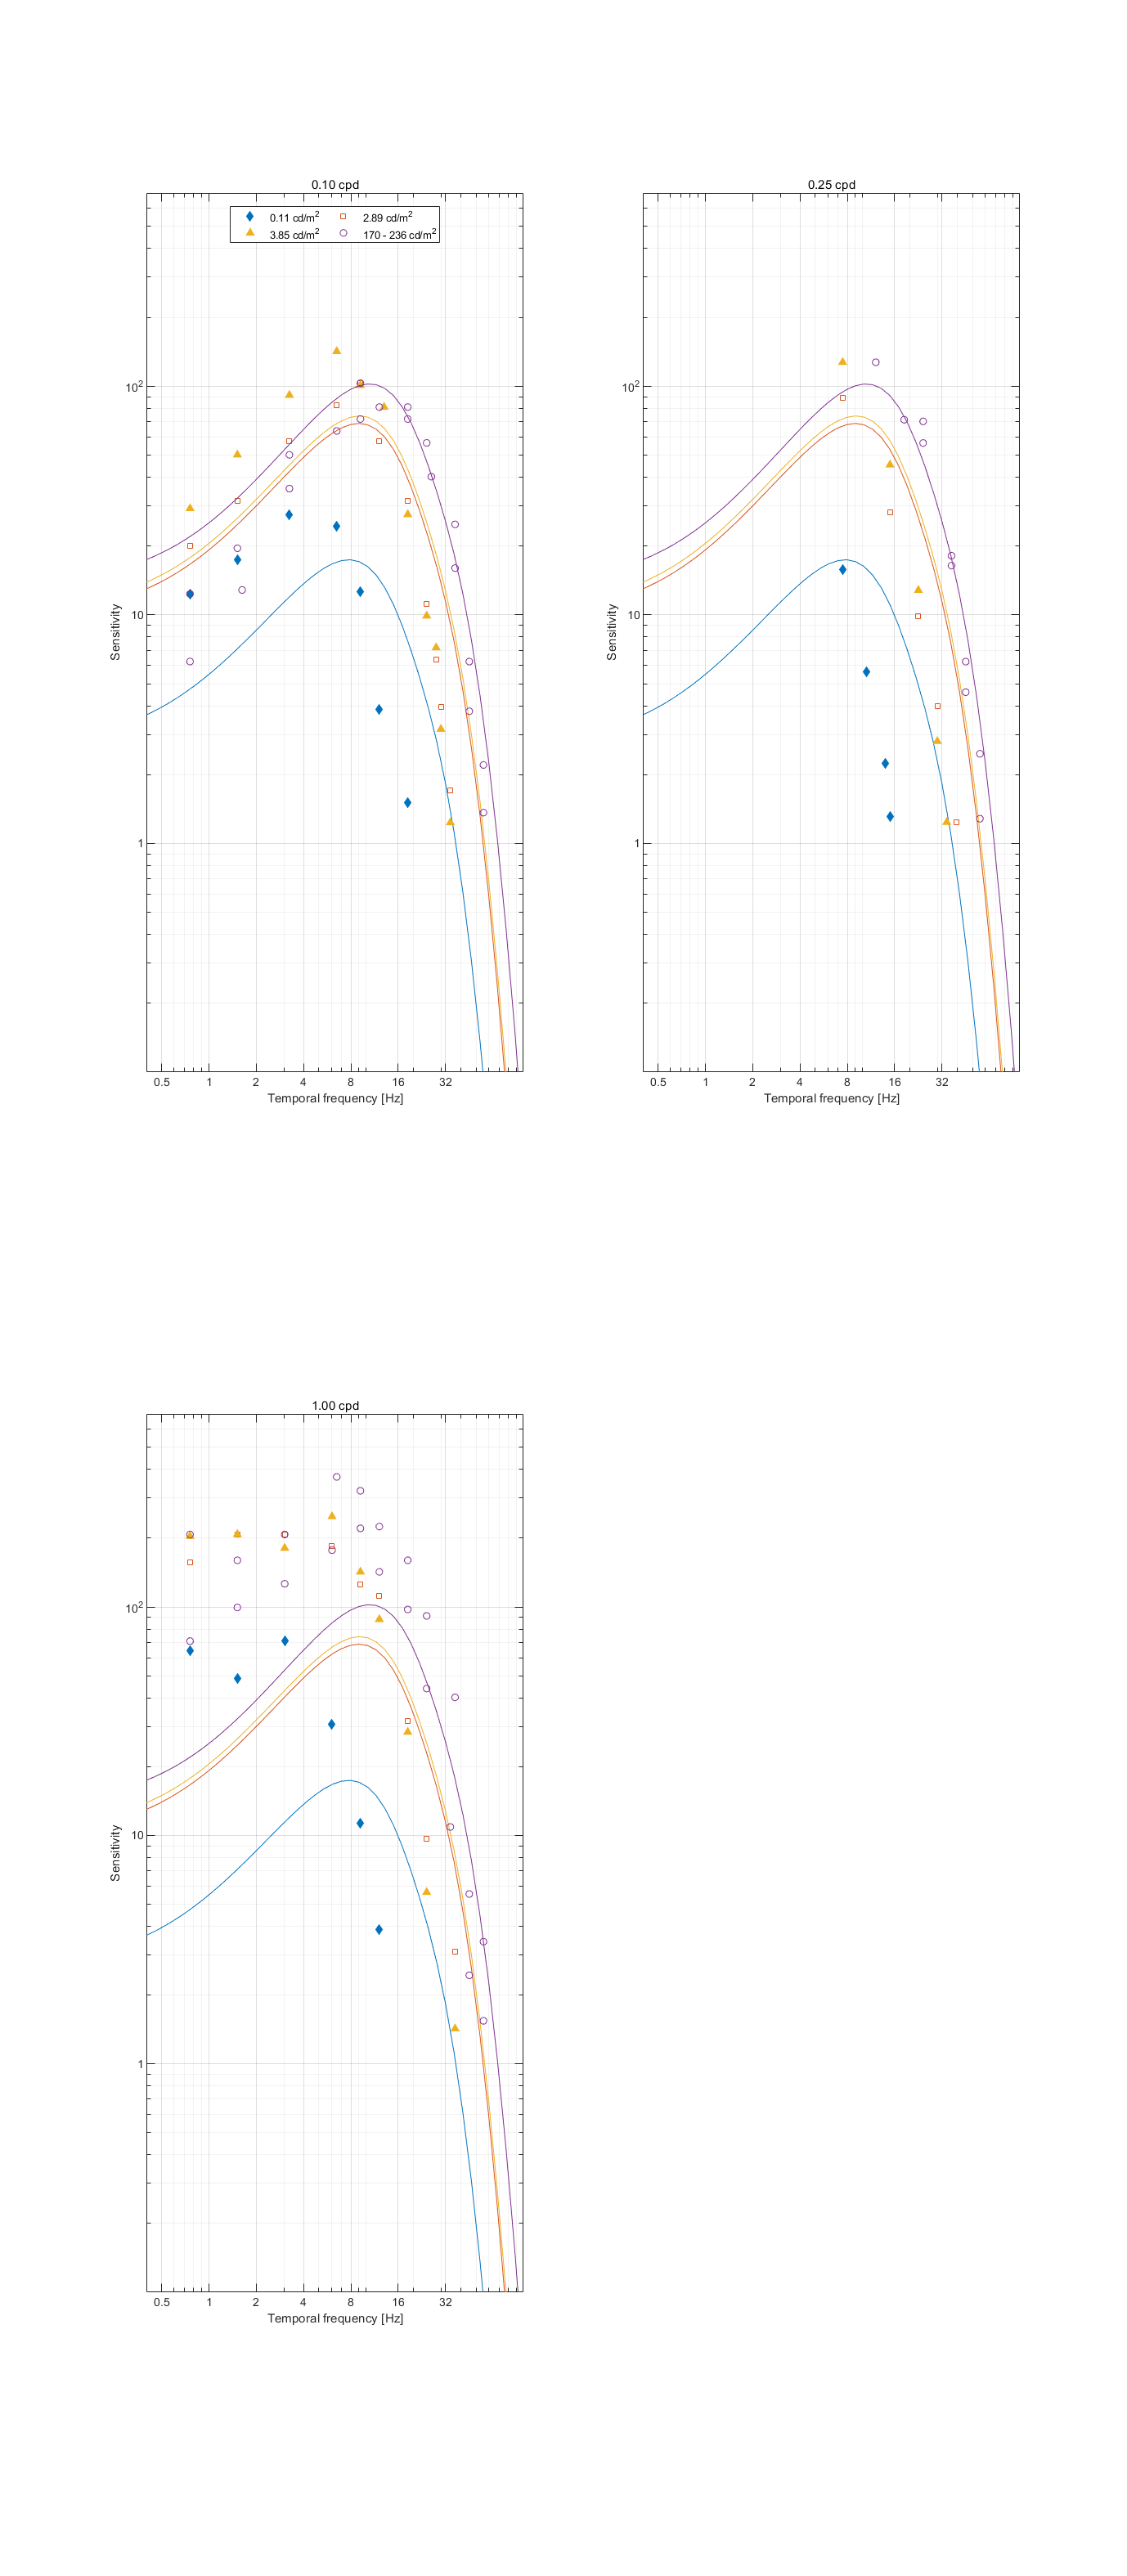 0.10 cpd
0.11 cd/m²
2.89 cd/m²
3.85 cd/m²
170 - 236 cd/m²
10²
10
1
Sensitivity
0.5 1 2 4 8 16 32
Temporal frequency [Hz]
0.25 cpd
10²
10
1
Sensitivity
0.5 1 2 4 8 16 32
Temporal frequency [Hz]
1.00 cpd
10²
10
1
Sensitivity
0.5 1 2 4 8 16 32
Temporal frequency [Hz]